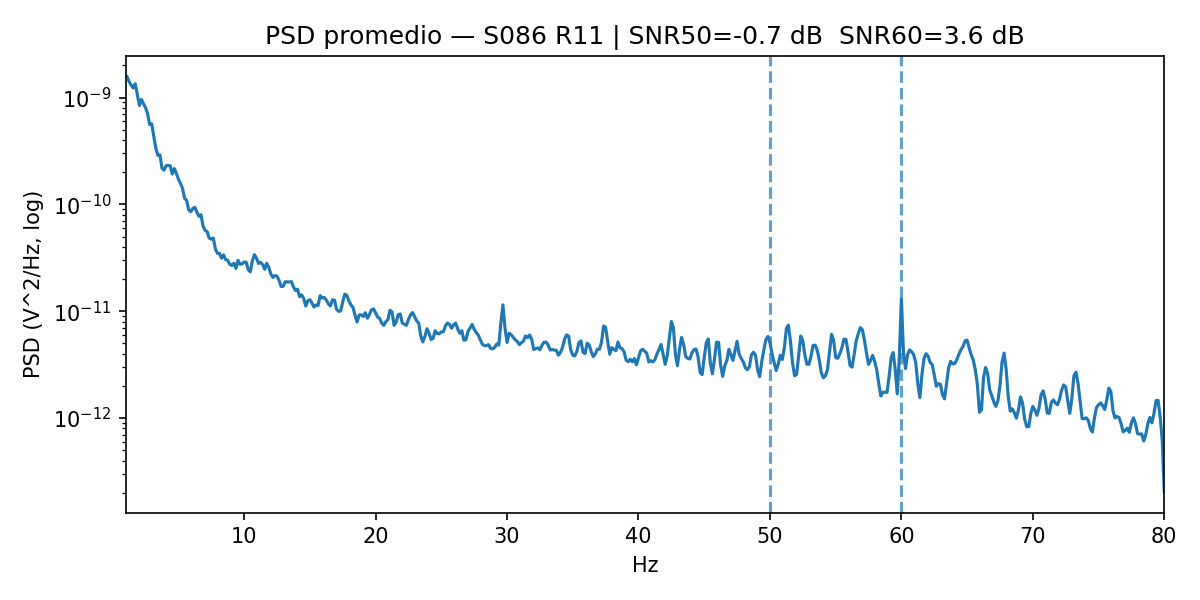 PSD promedio — S086 R11 | SNR50=-0.7 dB  SNR60=3.6 dB
PSD (V^2/Hz, log)
10⁻⁹
10⁻¹⁰
10⁻¹¹
10⁻¹²
10 20 30 40 50 60 70 80
Hz